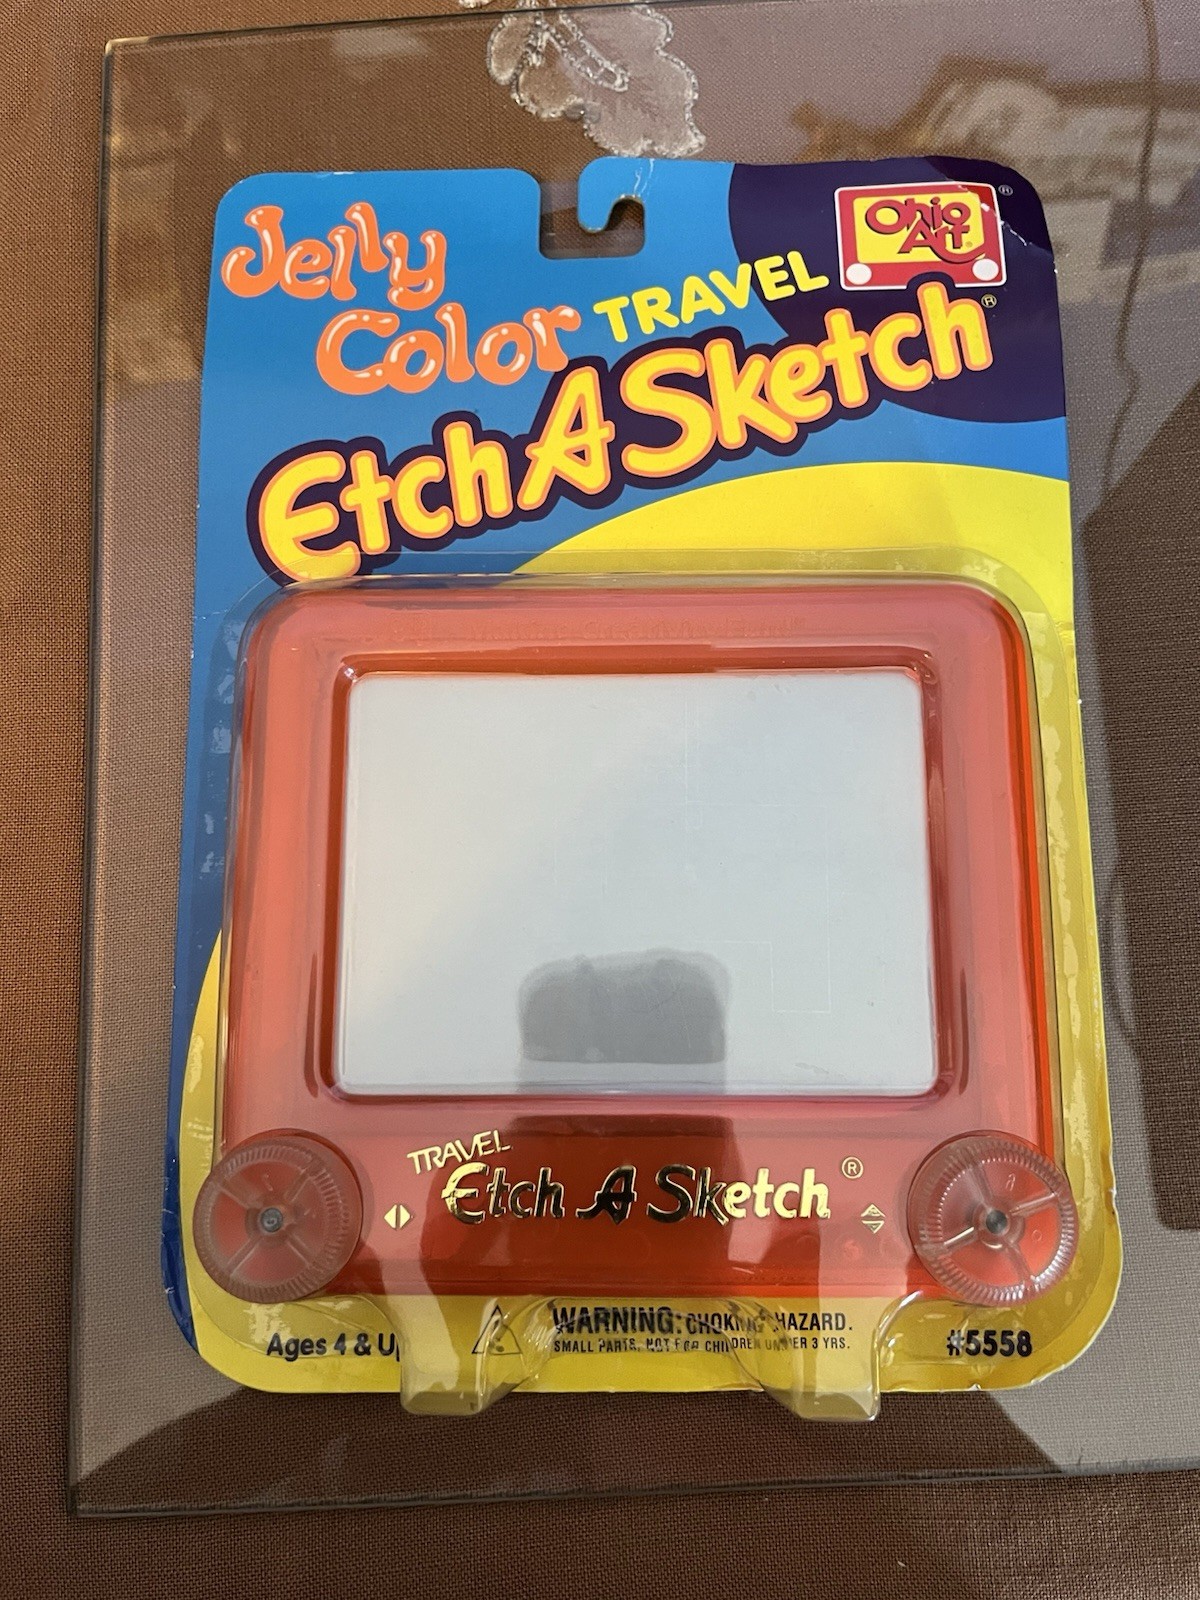 Jelly
Color TRAVEL
Ohio
Art®
®
Etch A Sketch®
TRAVEL
Etch A Sketch ®
Ages 4 & Up
WARNING: CHOKING HAZARD.
SMALL PARTS. NOT FOR CHILDREN UNDER 3 YRS.
#5558